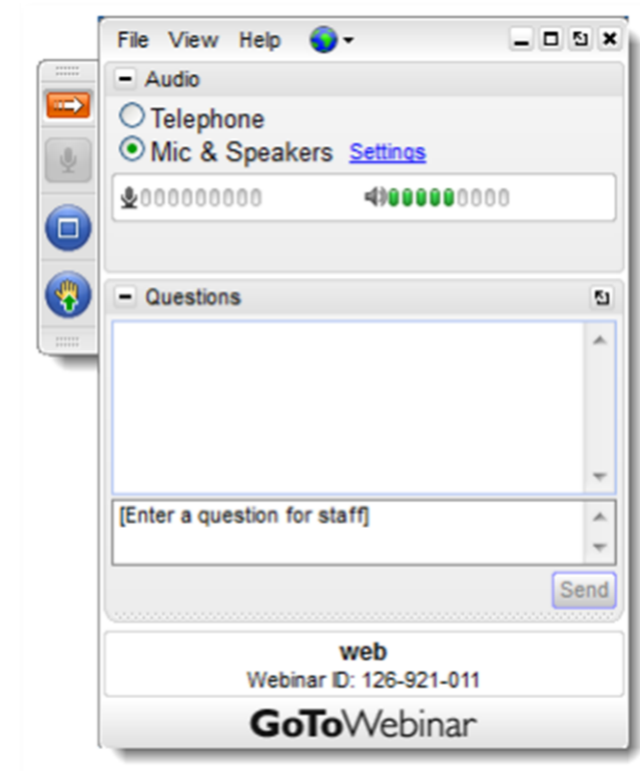 File View Help
Audio
Telephone
Mic & Speakers Settings
Questions
[Enter a question for staff]
Send
web
Webinar ID: 126-921-011
GoToWebinar